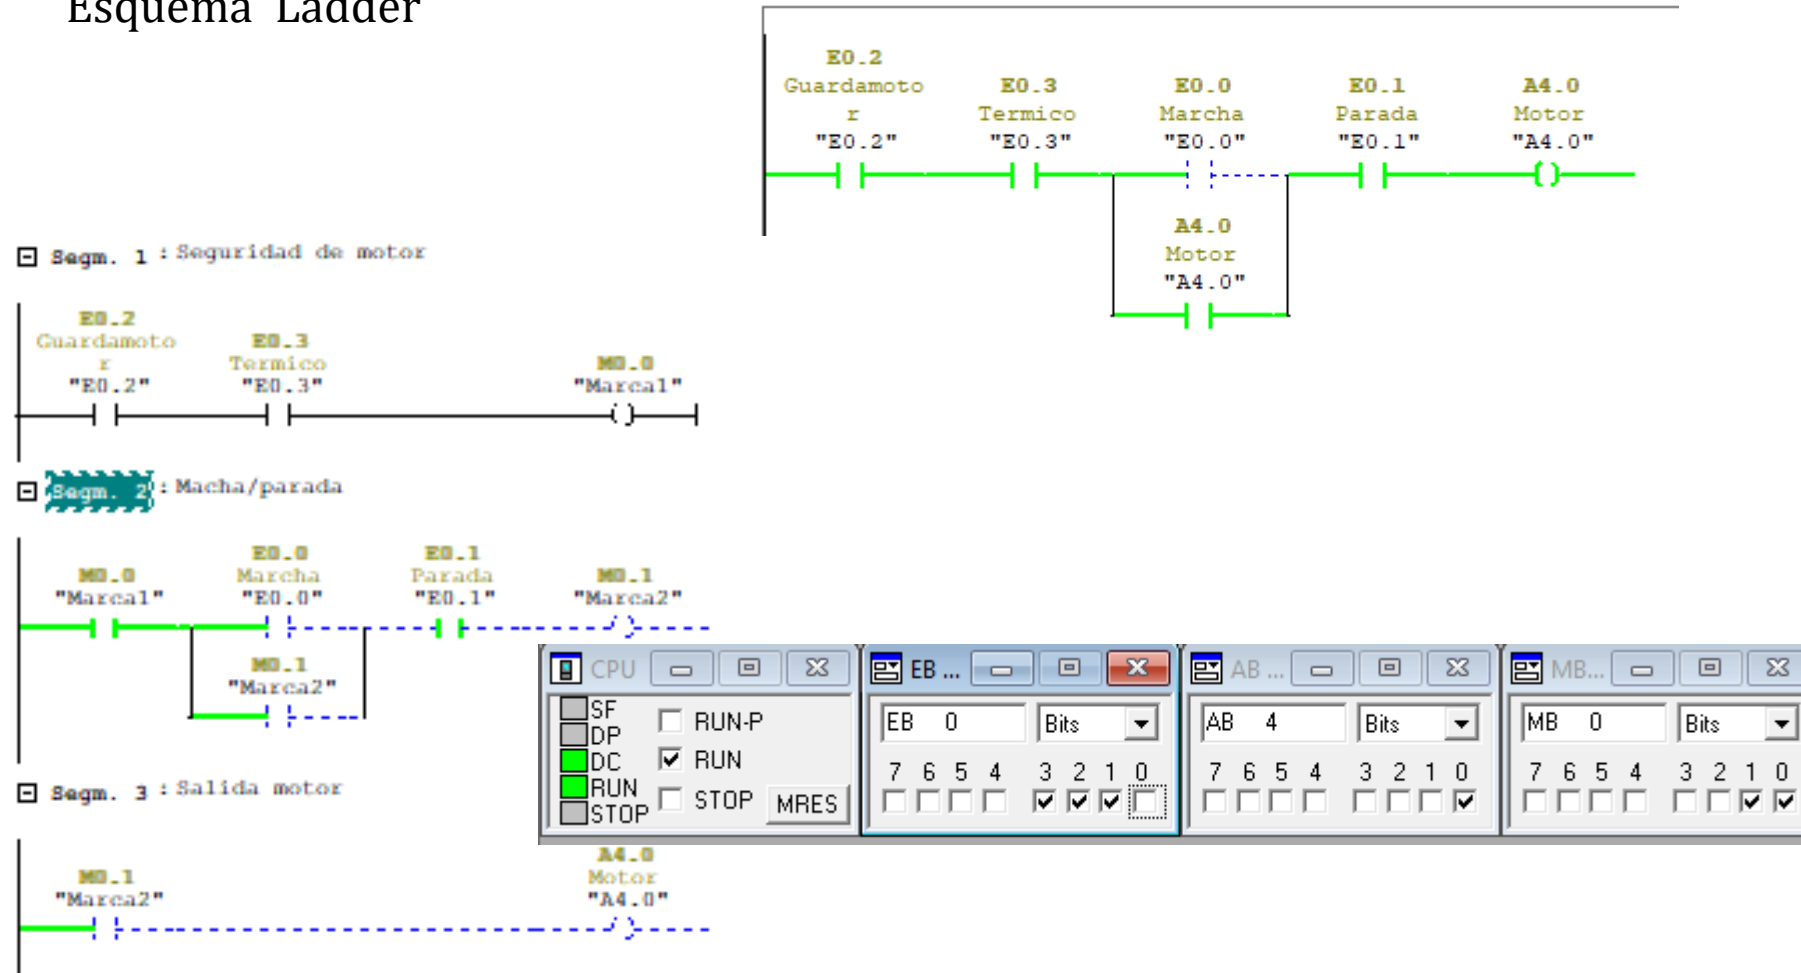 Esquema Ladder
E0.2
Guardamoto E0.3 E0.0 E0.1 A4.0
r Termico Marcha Parada Motor
"E0.2" "E0.3" "E0.0" "E0.1" "A4.0"
A4.0
Motor
"A4.0"
Segm. 1 : Seguridad de motor
E0.2
Guardamoto E0.3
r Termico M0.0
"E0.2" "E0.3" "Marca1"
Segm. 2 : Macha/parada
E0.0 E0.1
M0.0 Marcha Parada M0.1
"Marca1" "E0.0" "E0.1" "Marca2"
M0.1
"Marca2"
CPU
SF
DP
DC
RUN
STOP
RUN-P
RUN
STOP MRES
EB ...
EB 0 Bits
7 6 5 4 3 2 1 0
AB ...
AB 4 Bits
7 6 5 4 3 2 1 0
MB...
MB 0 Bits
7 6 5 4 3 2 1 0
Segm. 3 : Salida motor
A4.0
M0.1 Motor
"Marca2" "A4.0"